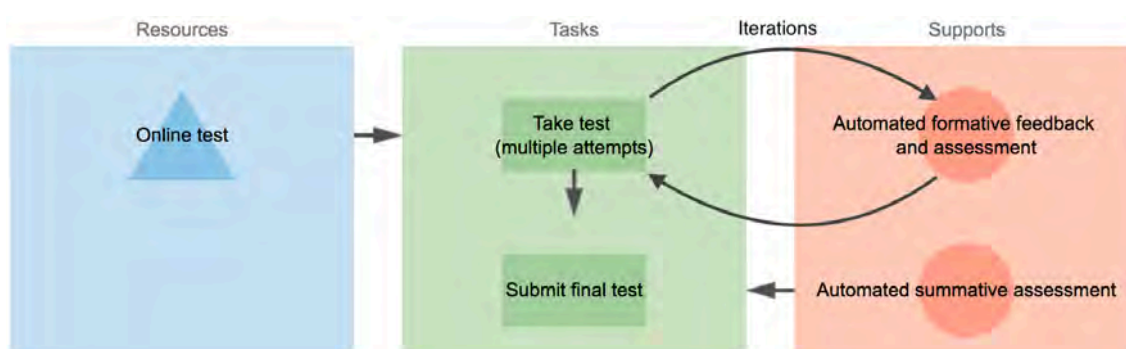 Resources
Tasks
Iterations
Supports
Online test
Take test
(multiple attempts)
Automated formative feedback
and assessment
Submit final test
Automated summative assessment